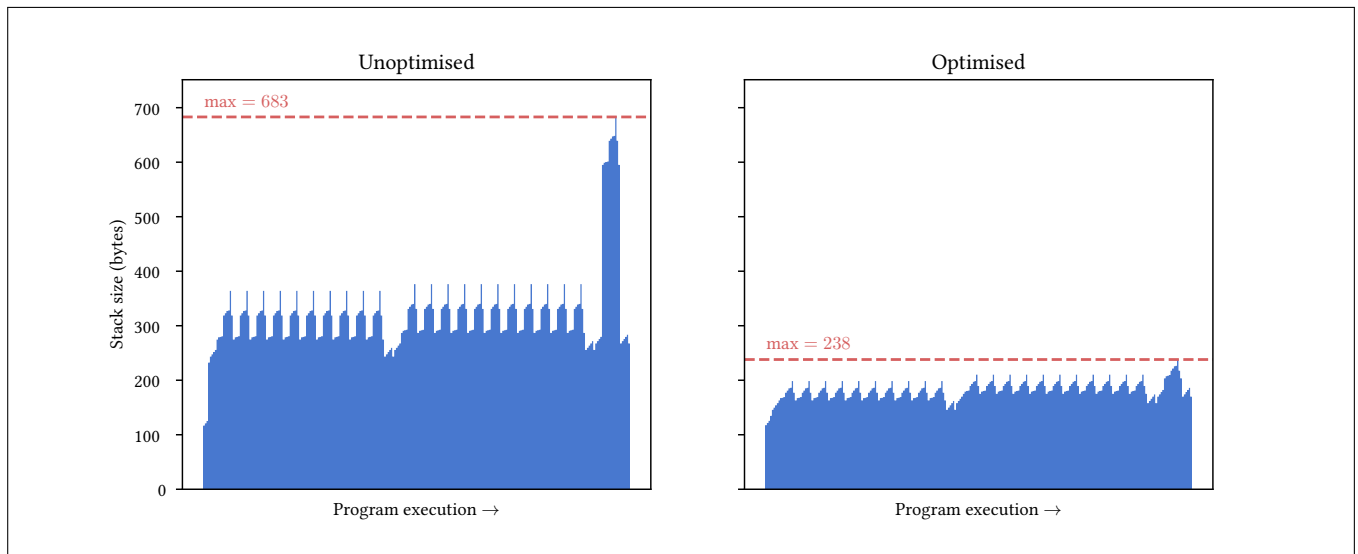 Unoptimised
max = 683
Stack size (bytes)
700
600
500
400
300
200
100
0
Program execution →
Optimised
max = 238
Program execution →